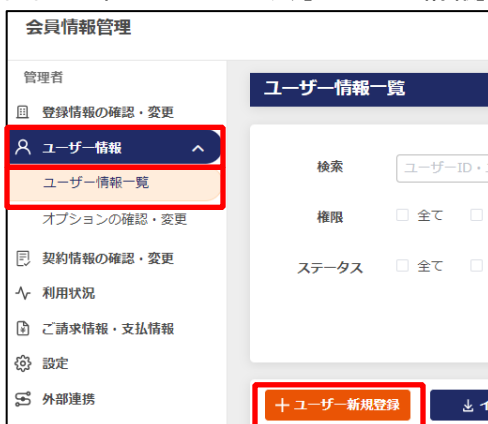 会員情報管理
管理者
登録情報の確認・変更
ユーザー情報
ユーザー情報一覧
オプションの確認・変更
契約情報の確認・変更
利用状況
ご請求情報・支払情報
設定
外部連携
ユーザー情報一覧
検索 ユーザーID・
権限 全て
ステータス 全て
＋ ユーザー新規登録